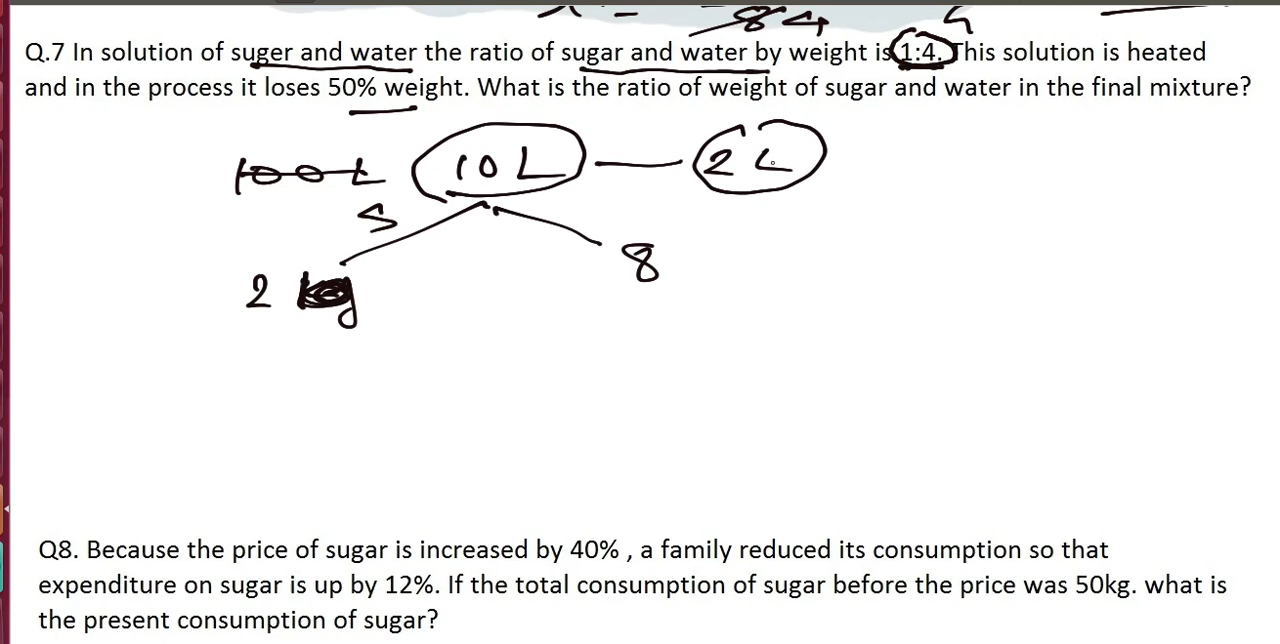 84
Q.7 In solution of suger and water the ratio of sugar and water by weight is 1:4. This solution is heated
and in the process it loses 50% weight. What is the ratio of weight of sugar and water in the final mixture?
100L 10L — 2L
S
2 kg 8
Q8. Because the price of sugar is increased by 40% , a family reduced its consumption so that
expenditure on sugar is up by 12%. If the total consumption of sugar before the price was 50kg. what is
the present consumption of sugar?